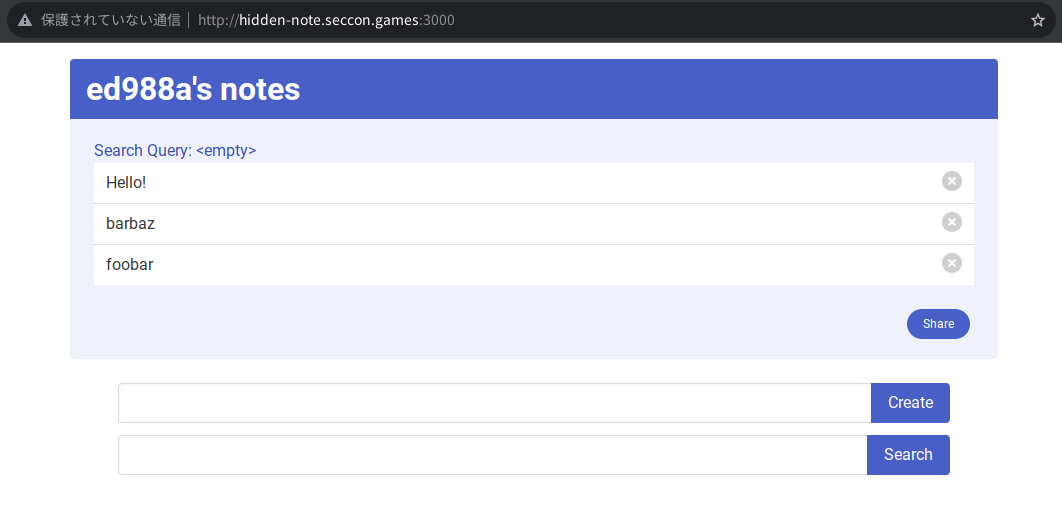 保護されていない通信 | http://hidden-note.seccon.games:3000
ed988a's notes
Search Query: <empty>
Hello!
barbaz
foobar
Share
Create
Search